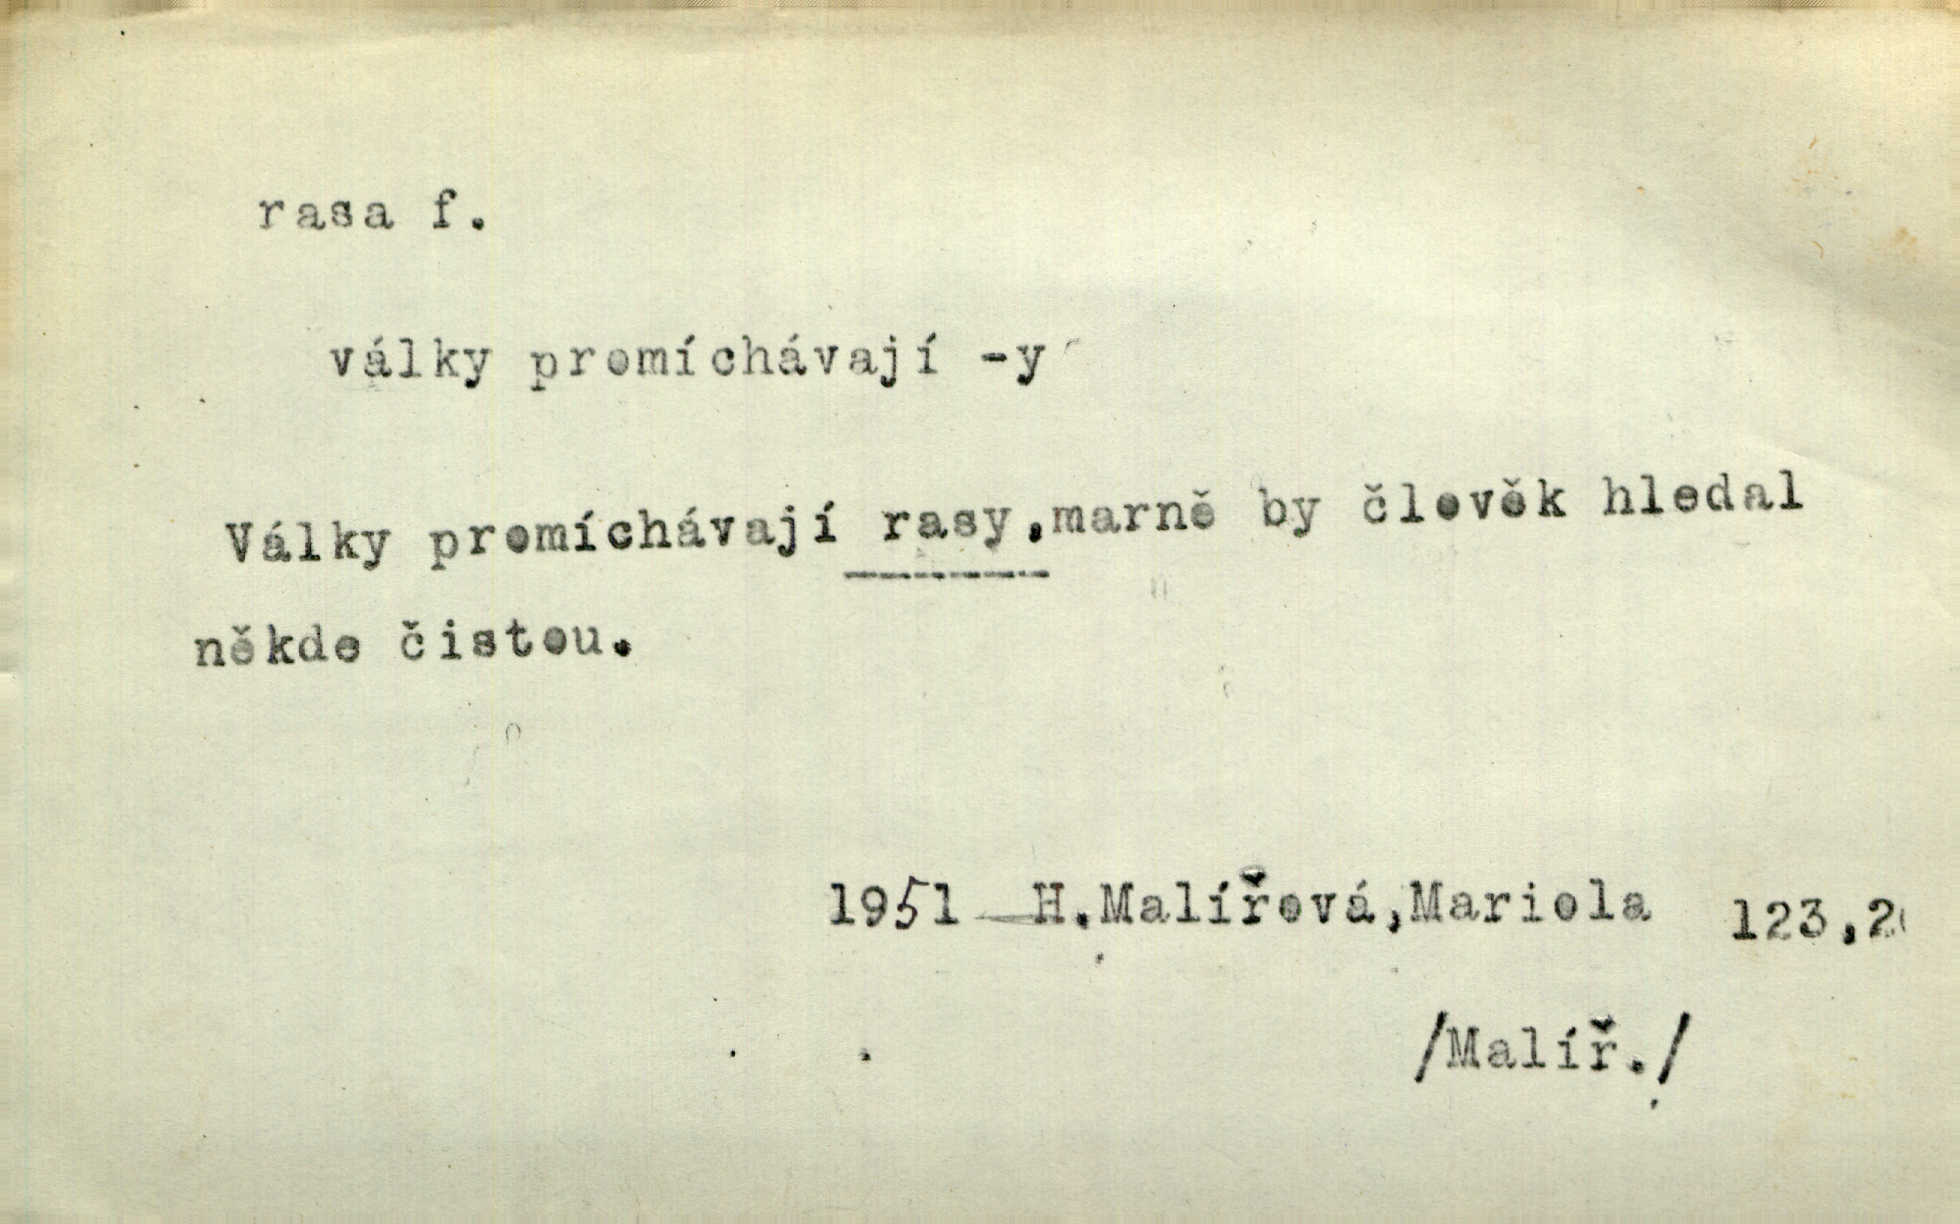 rasa f.
války promíchávají -y
Války promíchávají rasy,marně by člověk hledal
někde čistou.
1951 H.Malířová,Mariola 123,2
/Malíř./